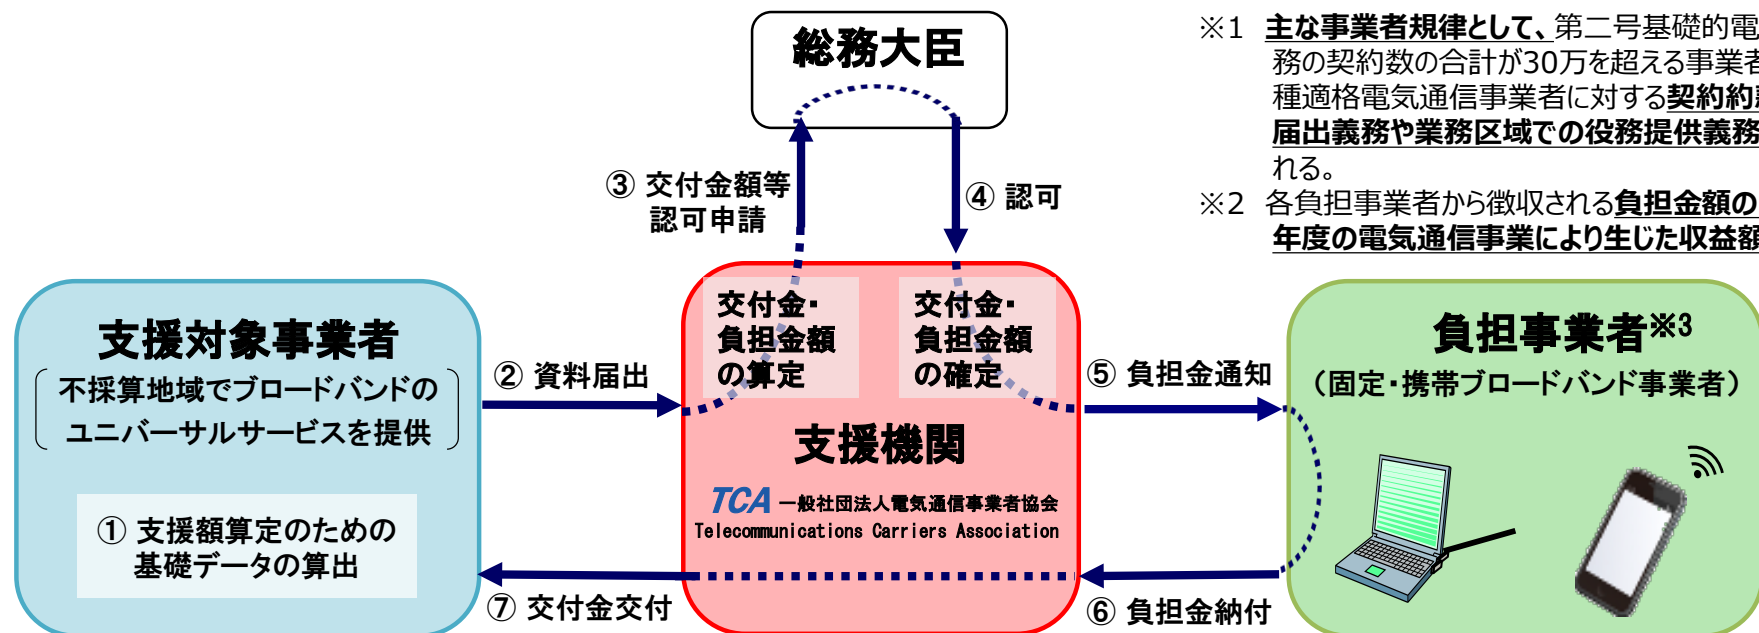 総務大臣
※1 主な事業者規律として、第二号基礎的電
務の契約数の合計が30万を超える事業者
種適格電気通信事業者に対する契約約
届出義務や業務区域での役務提供義務
れる。
※2 各負担事業者から徴収される負担金額の
年度の電気通信事業により生じた収益額
③ 交付金額等
認可申請
④ 認可
支援対象事業者
不採算地域でブロードバンドの
ユニバーサルサービスを提供
① 支援額算定のための
基礎データの算出
② 資料届出
交付金・
負担金額
の算定
交付金・
負担金額
の確定
支援機関
TCA 一般社団法人電気通信事業者協会
Telecommunications Carriers Association
⑤ 負担金通知
負担事業者※3
（固定・携帯ブロードバンド事業者）
⑥ 負担金納付
⑦ 交付金交付